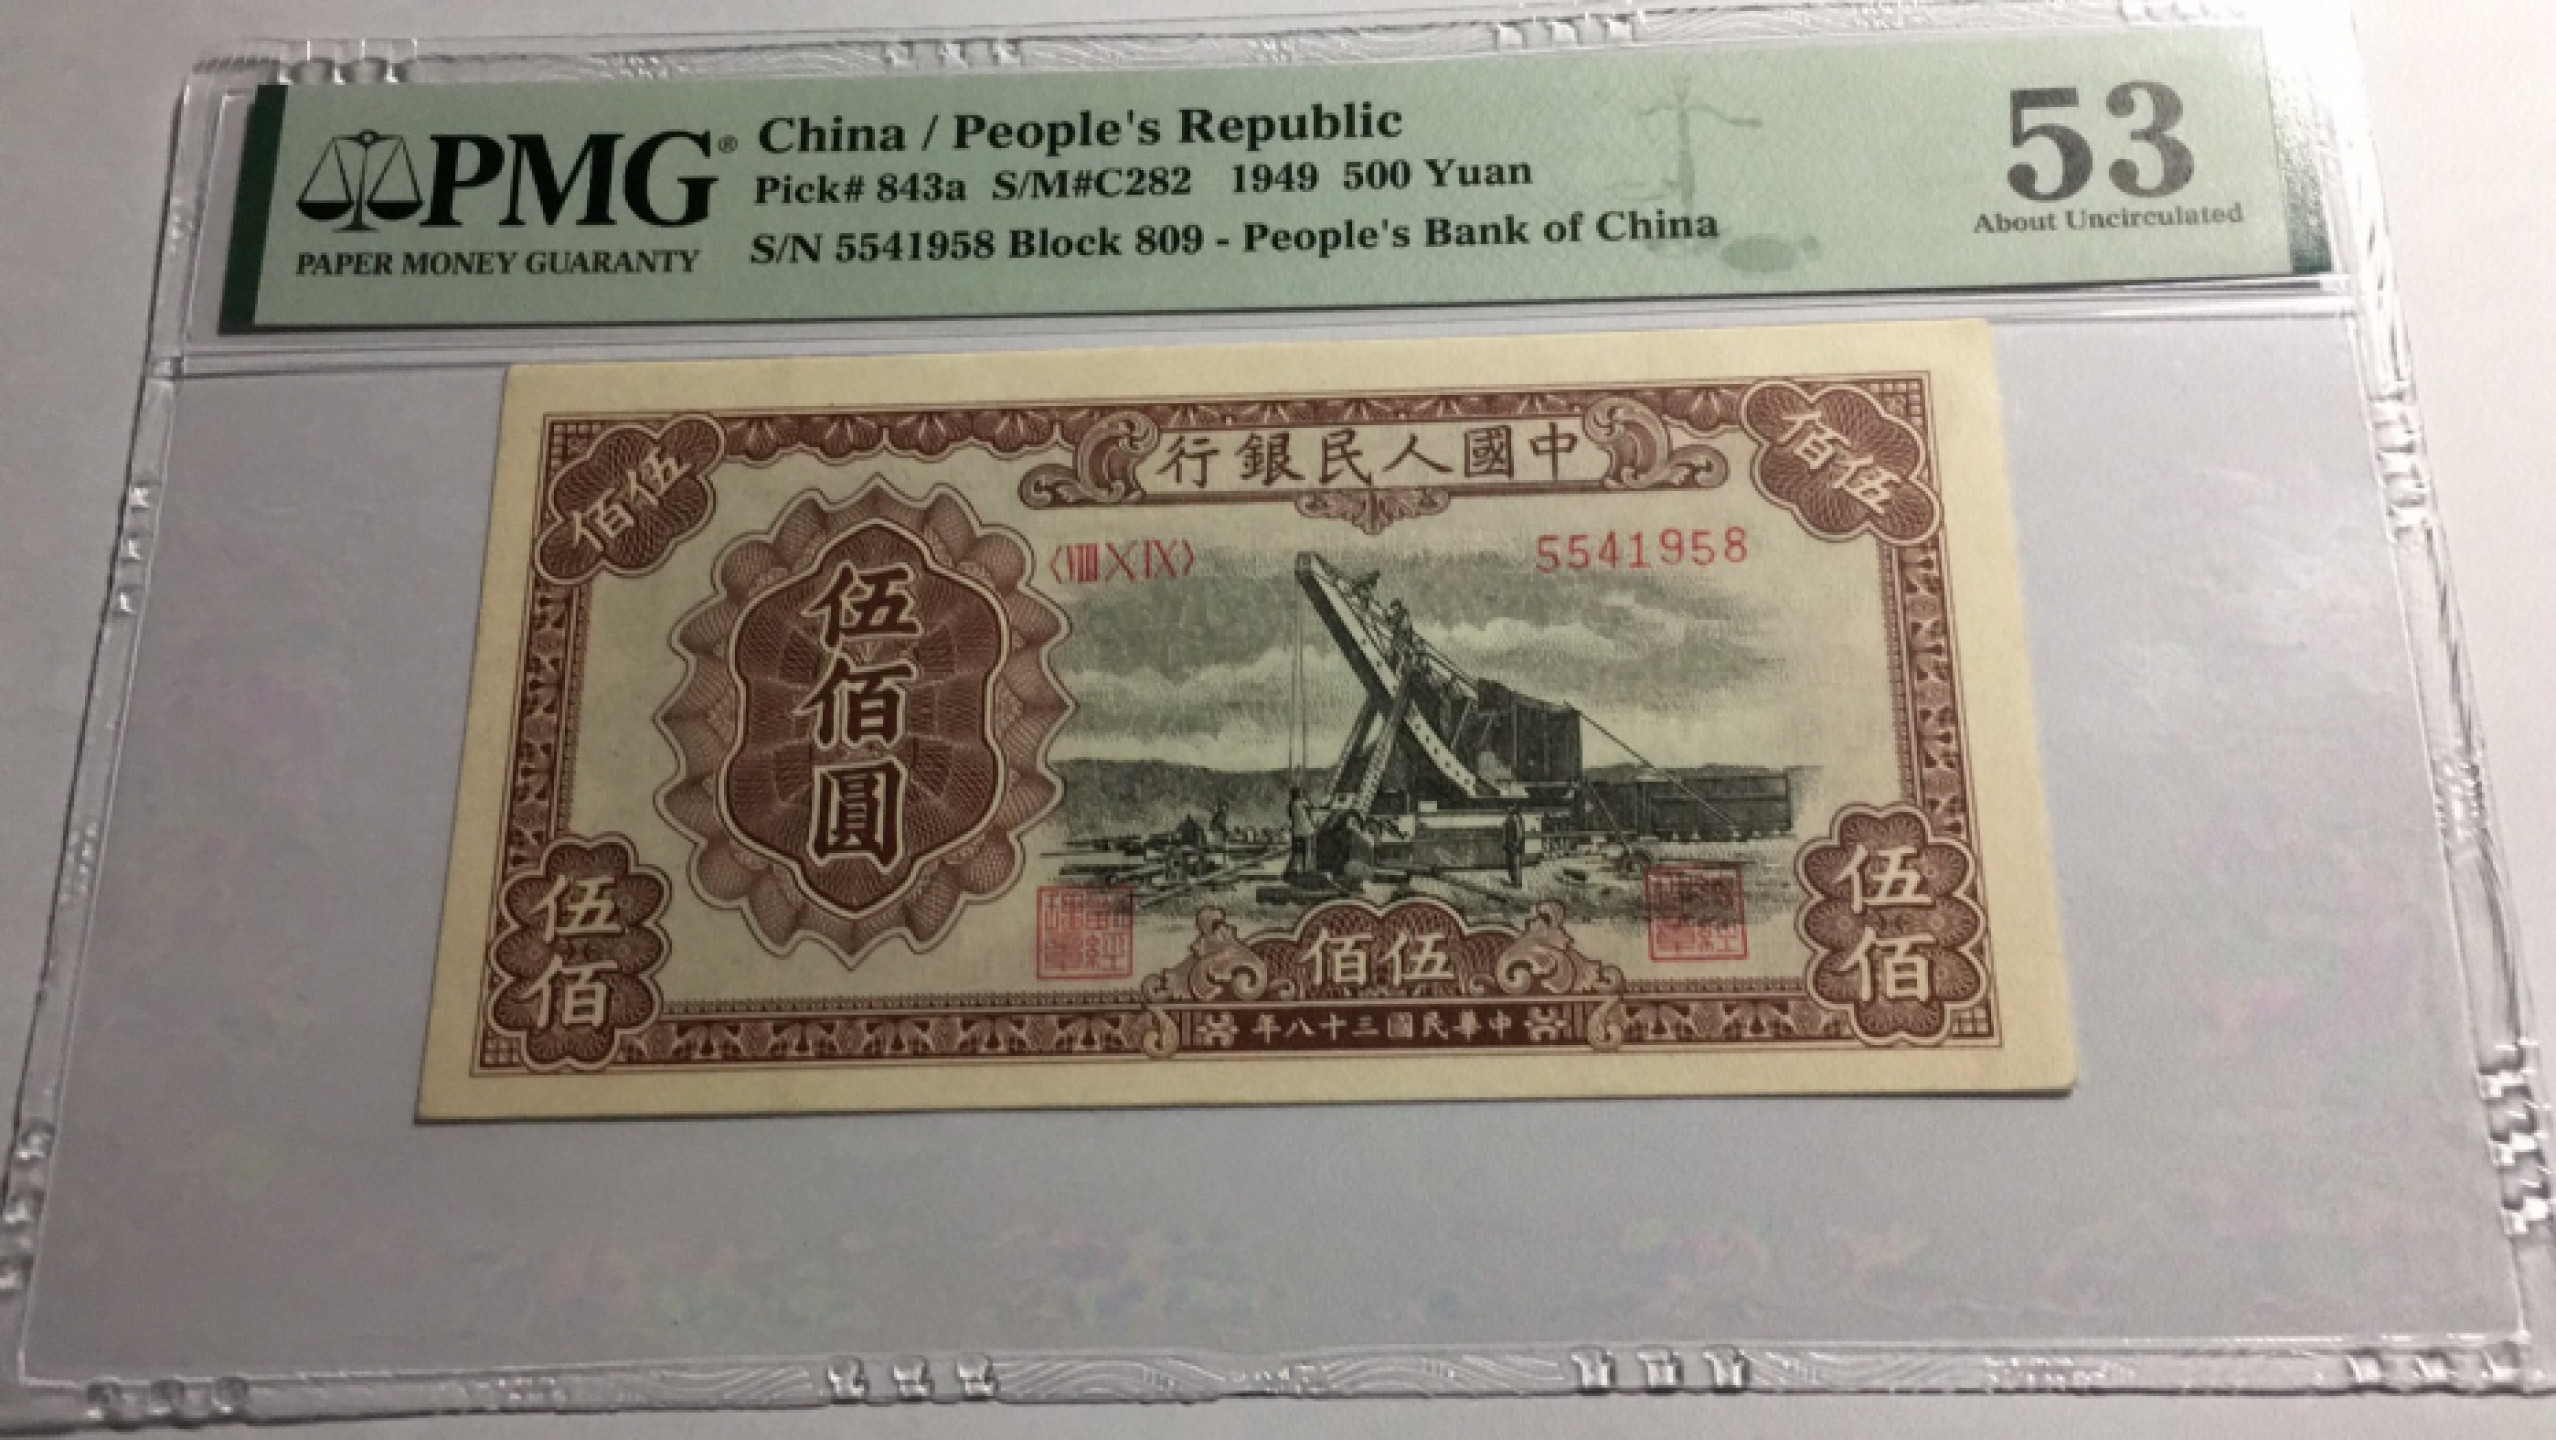 PMG®
PAPER MONEY GUARANTY
China / People's Republic
Pick# 843a S/M#C282 1949 500 Yuan
S/N 5541958 Block 809 - People's Bank of China
53
About Uncirculated
行銀民人國中
佰伍
佰伍
〈VIIIXIX〉
5541958
伍佰圓
伍佰
佰伍
伍佰
年八十三國民華中